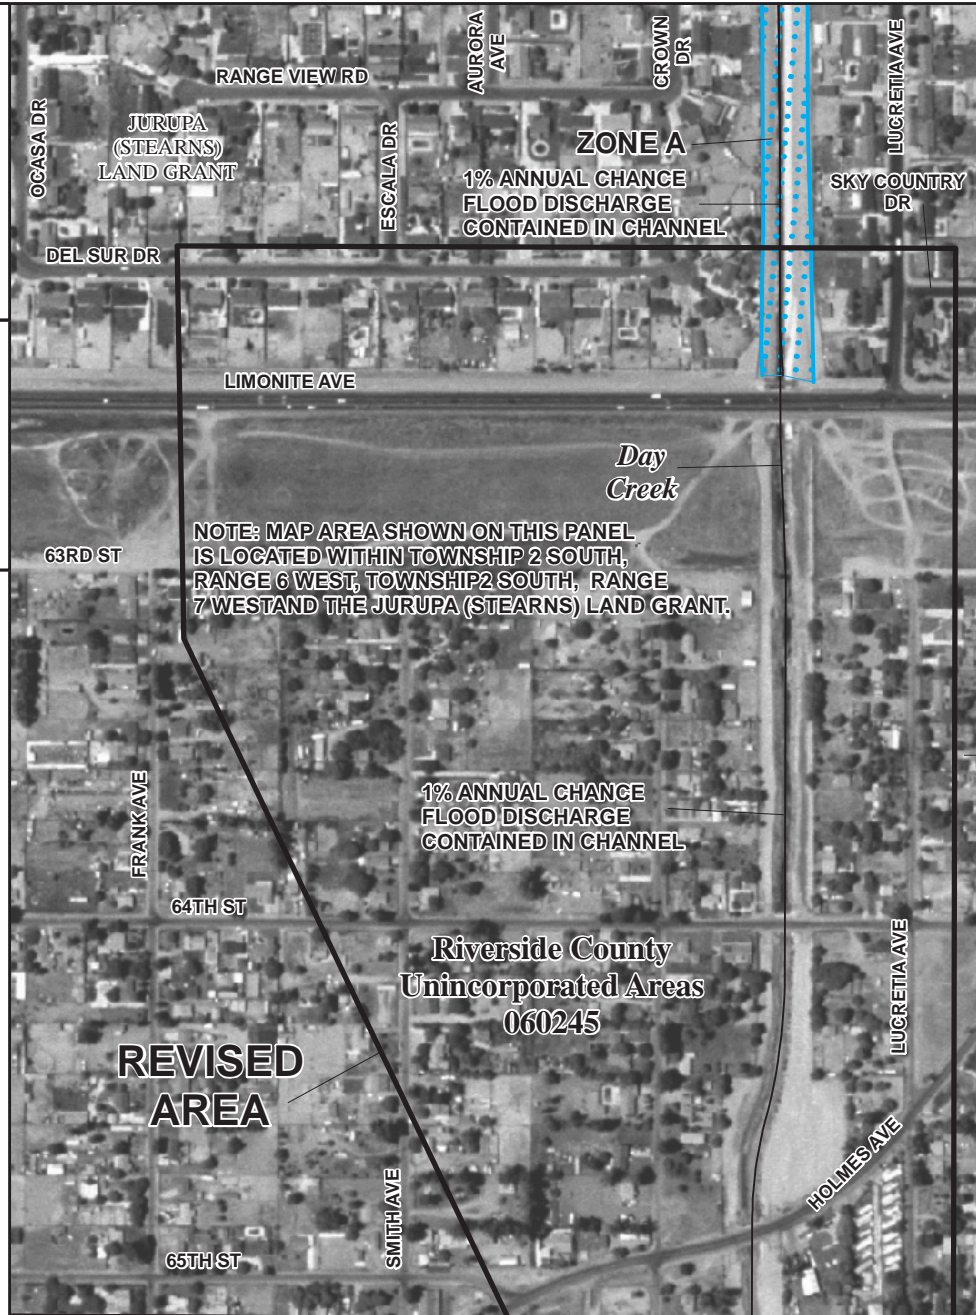 AURORA
AVE
CROWN
DR
LUCRETIA AVE
RANGE VIEW RD
OCASA DR
JURUPA
(STEARNS)
LAND GRANT
ESCALA DR
ZONE A
1% ANNUAL CHANCE
FLOOD DISCHARGE
CONTAINED IN CHANNEL
SKY COUNTRY
DR
DEL SUR DR
LIMONITE AVE
Day
Creek
NOTE: MAP AREA SHOWN ON THIS PANEL
IS LOCATED WITHIN TOWNSHIP 2 SOUTH,
RANGE 6 WEST, TOWNSHIP2 SOUTH, RANGE
7 WESTAND THE JURUPA (STEARNS) LAND GRANT.
63RD ST
FRANK AVE
1% ANNUAL CHANCE
FLOOD DISCHARGE
CONTAINED IN CHANNEL
64TH ST
Riverside County
Unincorporated Areas
060245
LUCRETIA AVE
REVISED
AREA
HOLMES AVE
SMITH AVE
65TH ST